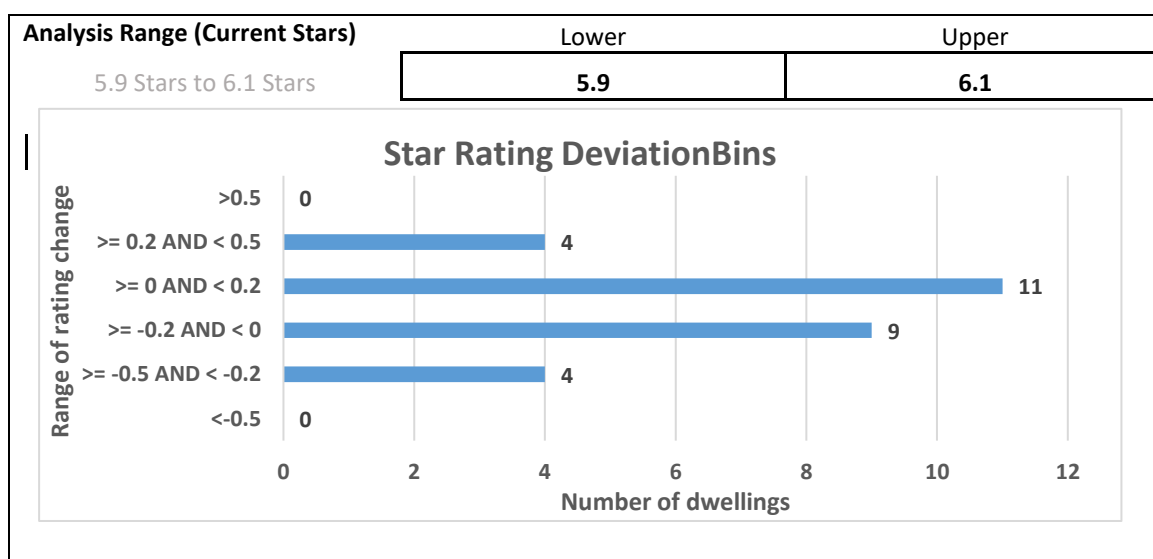 Analysis Range (Current Stars) Lower Upper
5.9 Stars to 6.1 Stars 5.9 6.1
Star Rating DeviationBins
Range of rating change
>0.5 0
>= 0.2 AND < 0.5 4
>= 0 AND < 0.2 11
>= -0.2 AND < 0 9
>= -0.5 AND < -0.2 4
<-0.5 0
0 2 4 6 8 10 12
Number of dwellings